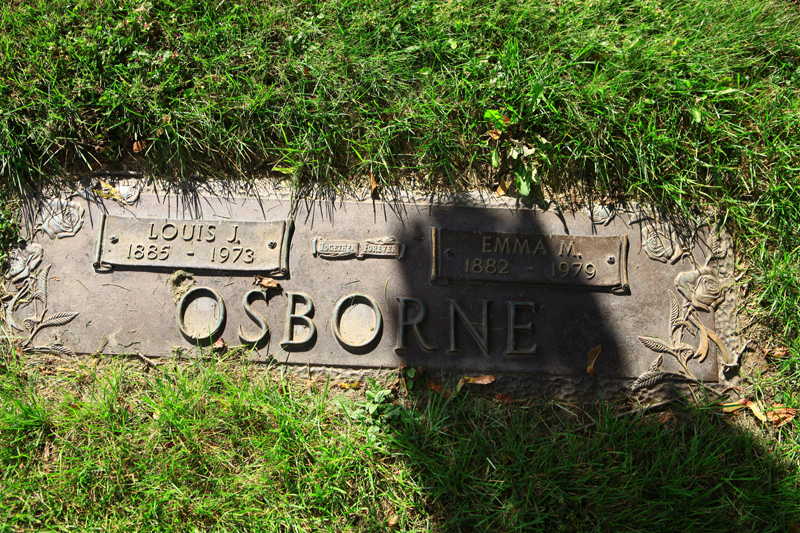 LOUIS J.
1885 - 1973
TOGETHER FOREVER
EMMA M.
1882 - 1979
OSBORNE